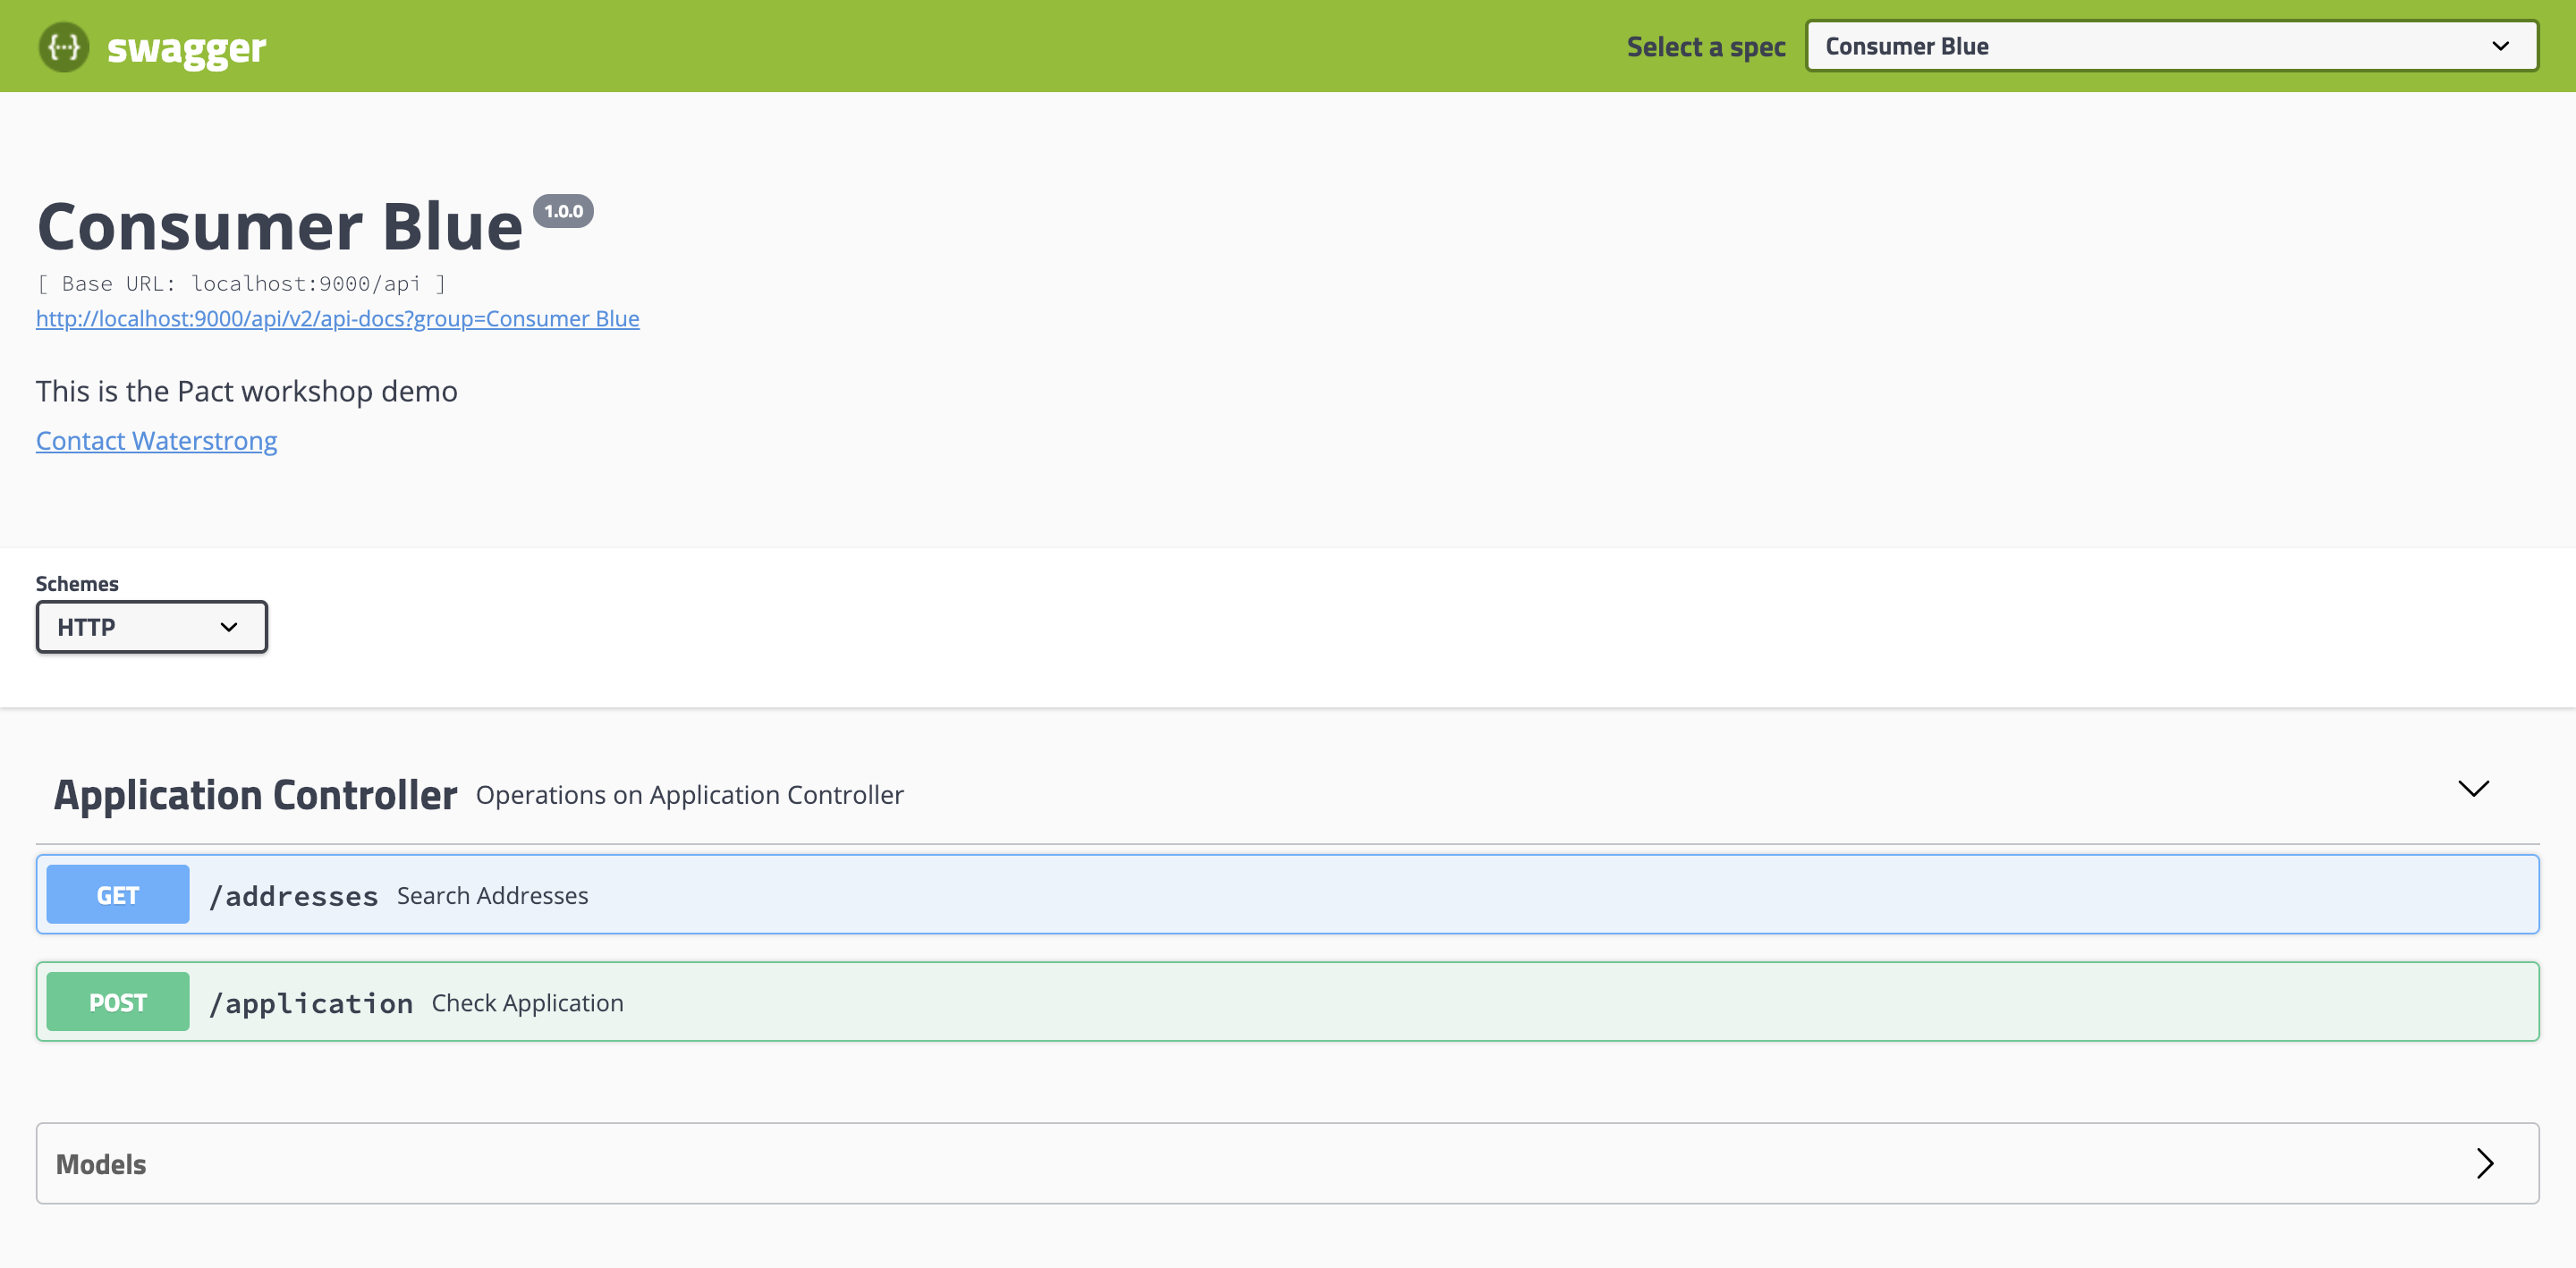 {···} swagger
Select a spec Consumer Blue
Consumer Blue 1.0.0
[ Base URL: localhost:9000/api ]
http://localhost:9000/api/v2/api-docs?group=Consumer Blue
This is the Pact workshop demo
Contact Waterstrong
Schemes
HTTP
Application Controller Operations on Application Controller
GET /addresses Search Addresses
POST /application Check Application
Models